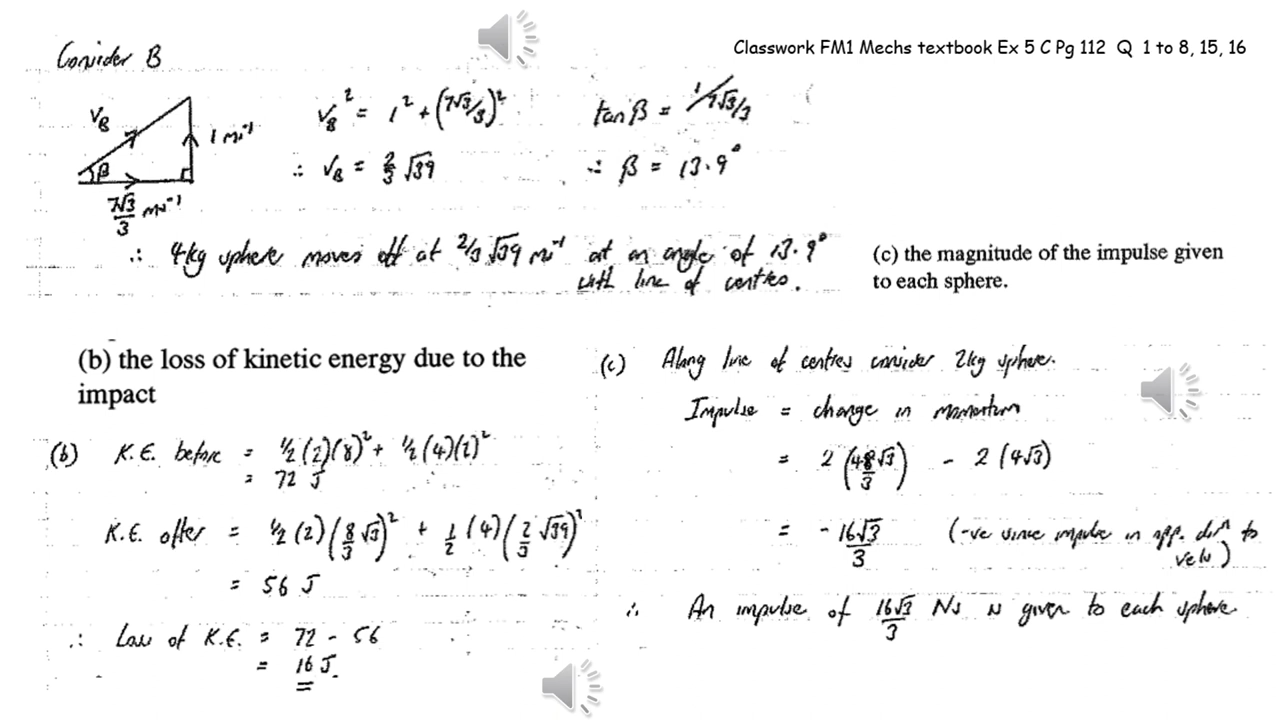 Classwork FM1 Mechs textbook Ex 5 C Pg 112 Q 1 to 8, 15, 16
Consider B
V_B
β
1 ms⁻¹
7√3/3 ms⁻¹
V_B² = 1² + (7√3/3)²
∴ V_B = 2/3 √39
tan β = 1/7√3/3
∴ β = 13.9°
∴ 4kg sphere moves off at 2/3 √39 ms⁻¹ at an angle of 13.9°
with line of centres.
(c) the magnitude of the impulse given
to each sphere.
(b) the loss of kinetic energy due to the
impact
(b) K.E. before = ½ (2)(8)² + ½ (4)(2)²
= 72 J
K.E. after = ½ (2)(8/3 √3)² + 1/2 (4)(2/3 √39)²
= 56 J
∴ Loss of K.E. = 72 - 56
= 16 J.
(c) Along line of centres consider 2kg sphere.
Impulse = change in momentum
= 2 (4√3/3) - 2 (4√3)
= -16√3/3 (-ve since impulse in opp. dirⁿ to
velo)
∴ An impulse of 16√3/3 Ns is given to each sphere